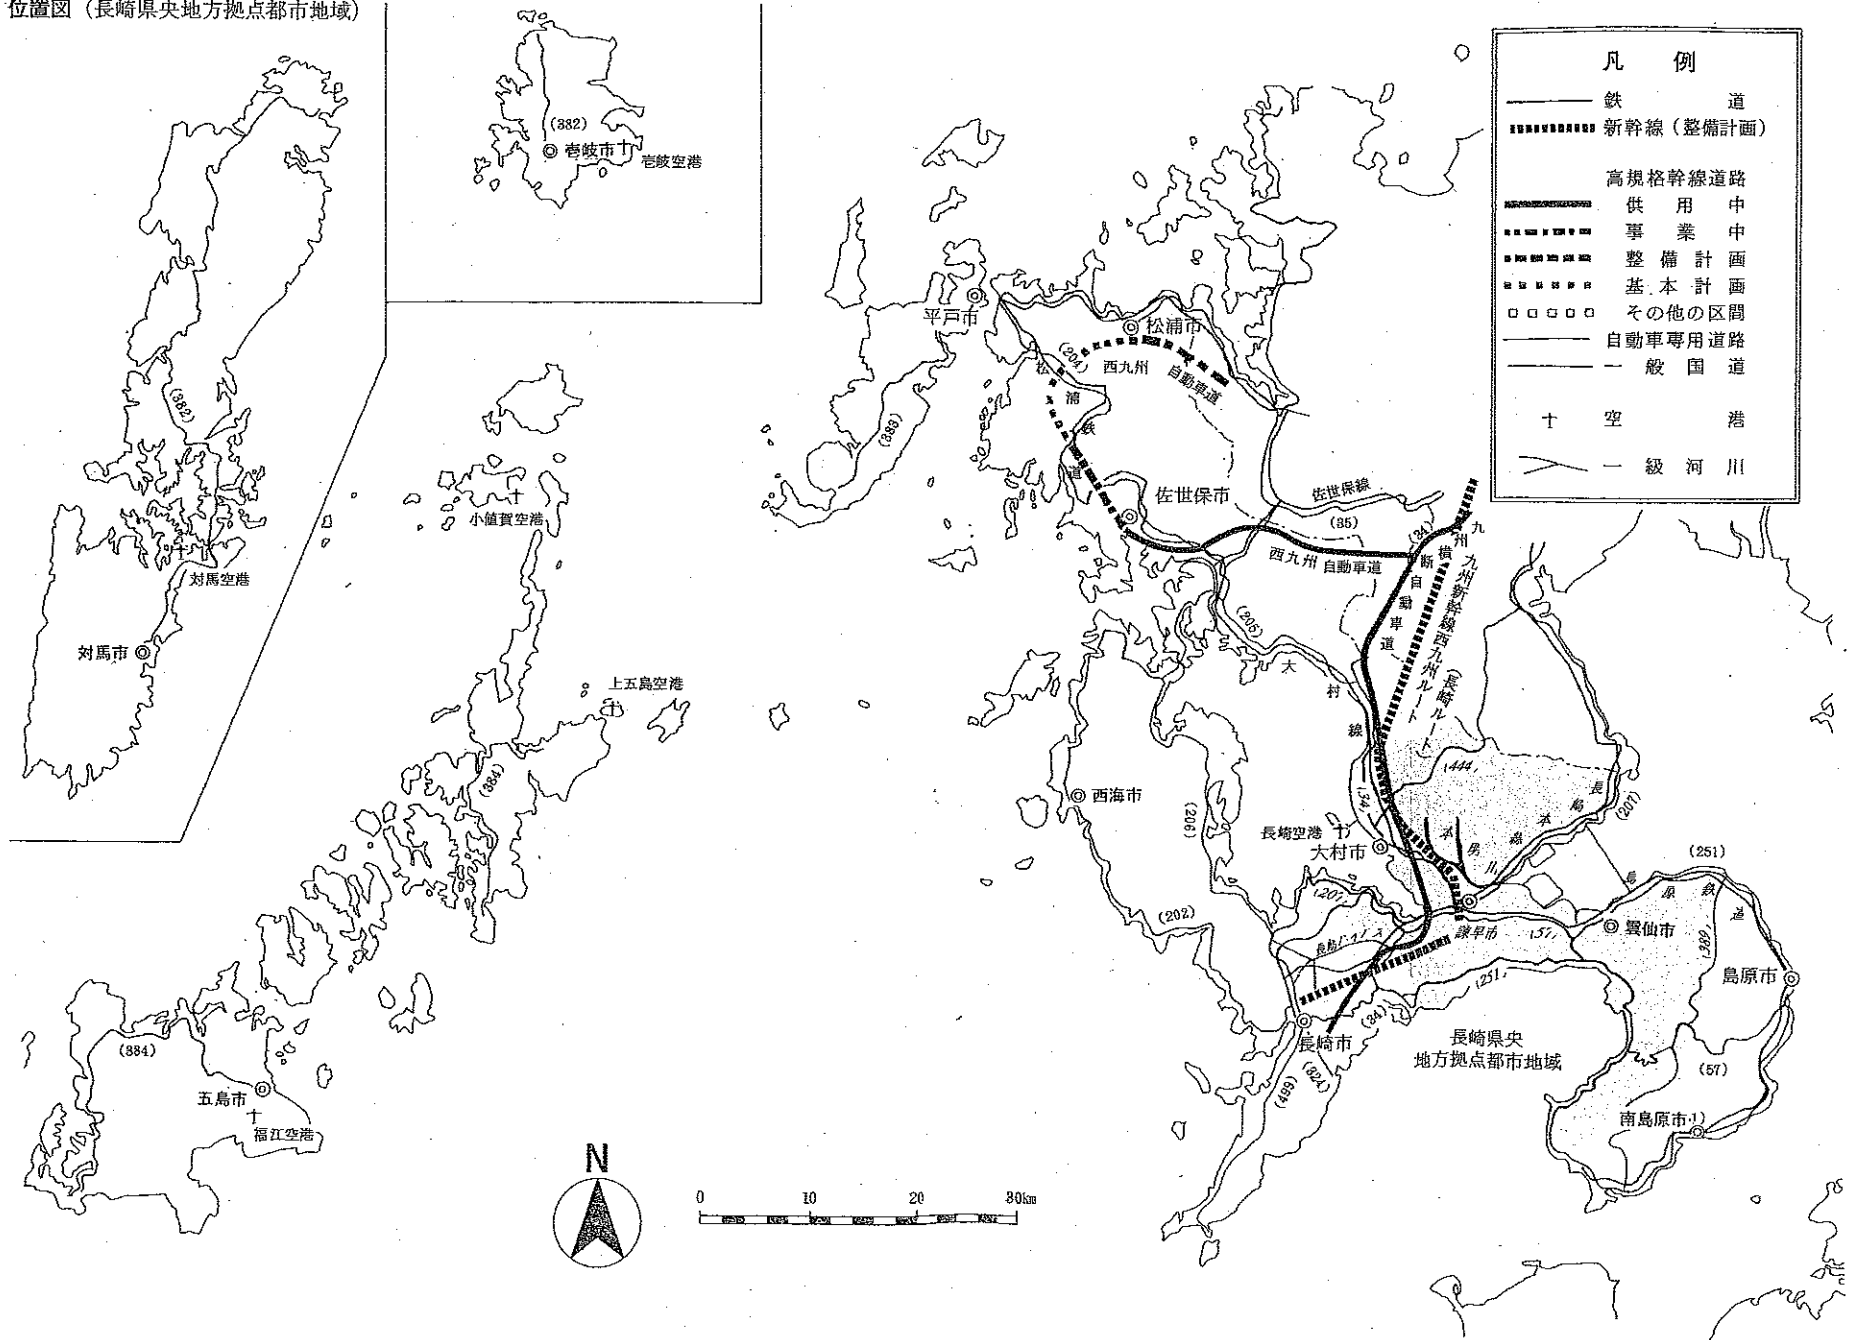 位置図（長崎県央地方拠点都市地域）
凡　例
鉄　道
新幹線（整備計画）
高規格幹線道路
供用中
事業中
整備計画
基本計画
その他の区間
自動車専用道路
一般国道
空　港
一級河川
(382)
壱岐市
壱岐空港
(382)
対馬空港
対馬市
小値賀空港
上五島空港
(384)
(384)
五島市
福江空港
平戸市
松浦市
(204)
西九州
自動車道
松浦鉄道
(383)
佐世保市
佐世保線
(35)
(34)
西九州自動車道
九州横断自動車道
九州新幹線西九州ルート
（長崎ルート
(205)
大村線
西海市
(206)
(202)
444
34
長崎空港
大村市
本明川
長崎本線
(207)
207
長崎バイパス
諫早市
57
(251)
島原鉄道
雲仙市
389
島原市
251
(34)
長崎市
(324)
(499)
長崎県央
地方拠点都市地域
(57)
南島原市
N
0
10
20
30km